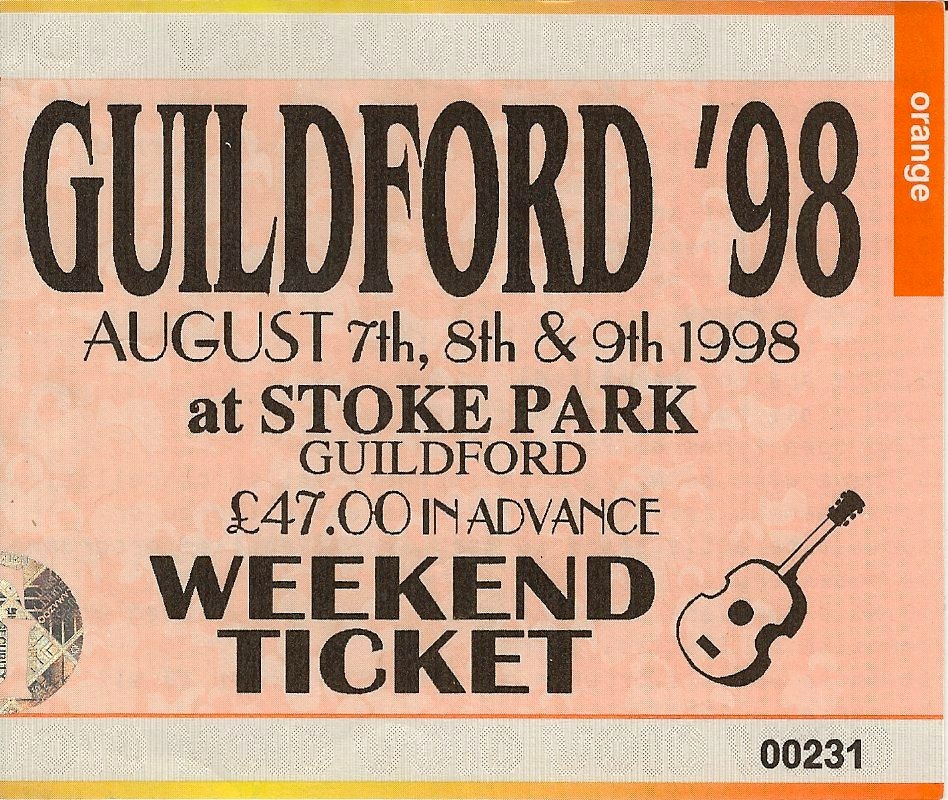 GUILDFORD '98
orange
AUGUST 7th, 8th & 9th 1998
at STOKE PARK
GUILDFORD
£47.00 IN ADVANCE
WEEKEND
TICKET
00231